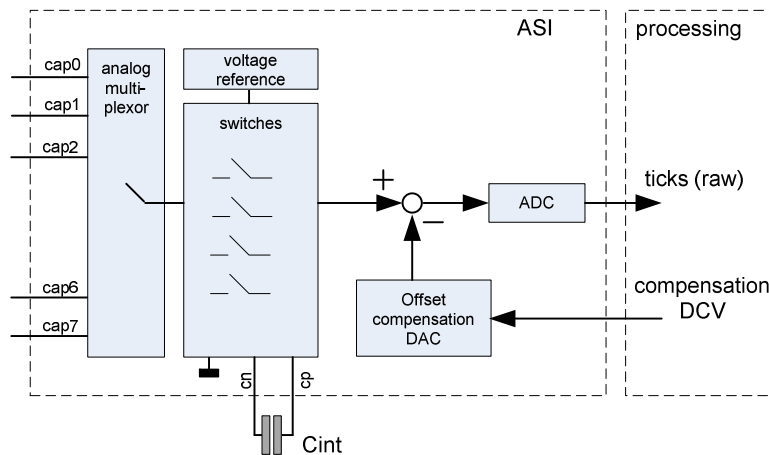 ASI
processing
cap0
cap1
cap2
cap6
cap7
analog
multi-
plexor
voltage
reference
switches
+
−
ADC
ticks (raw)
Offset
compensation
DAC
compensation
DCV
cn
cp
Cint